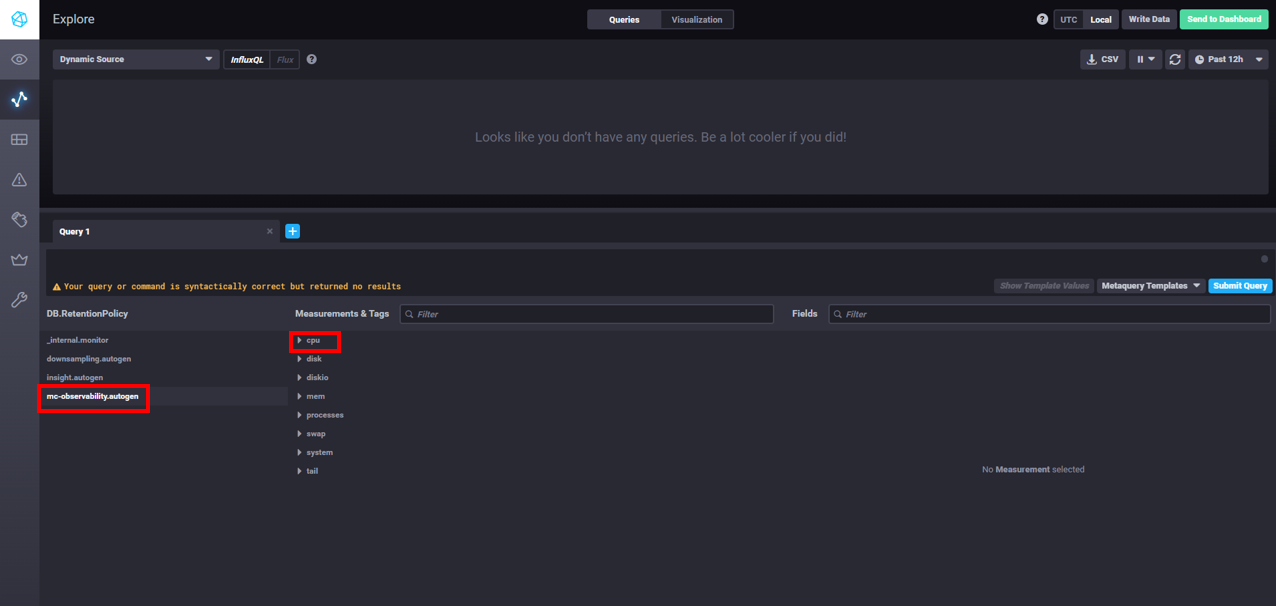 Explore
Queries
Visualization
UTC
Local
Write Data
Send to Dashboard
Dynamic Source
InfluxQL
Flux
CSV
Past 12h
Looks like you don't have any queries. Be a lot cooler if you did!
Query 1
Your query or command is syntactically correct but returned no results
Show Template Values
Metaquery Templates
Submit Query
DB.RetentionPolicy
Measurements & Tags
Filter
Fields
Filter
_internal.monitor
downsampling.autogen
insight.autogen
mc-observability.autogen
cpu
disk
diskio
mem
processes
swap
system
tail
No Measurement selected